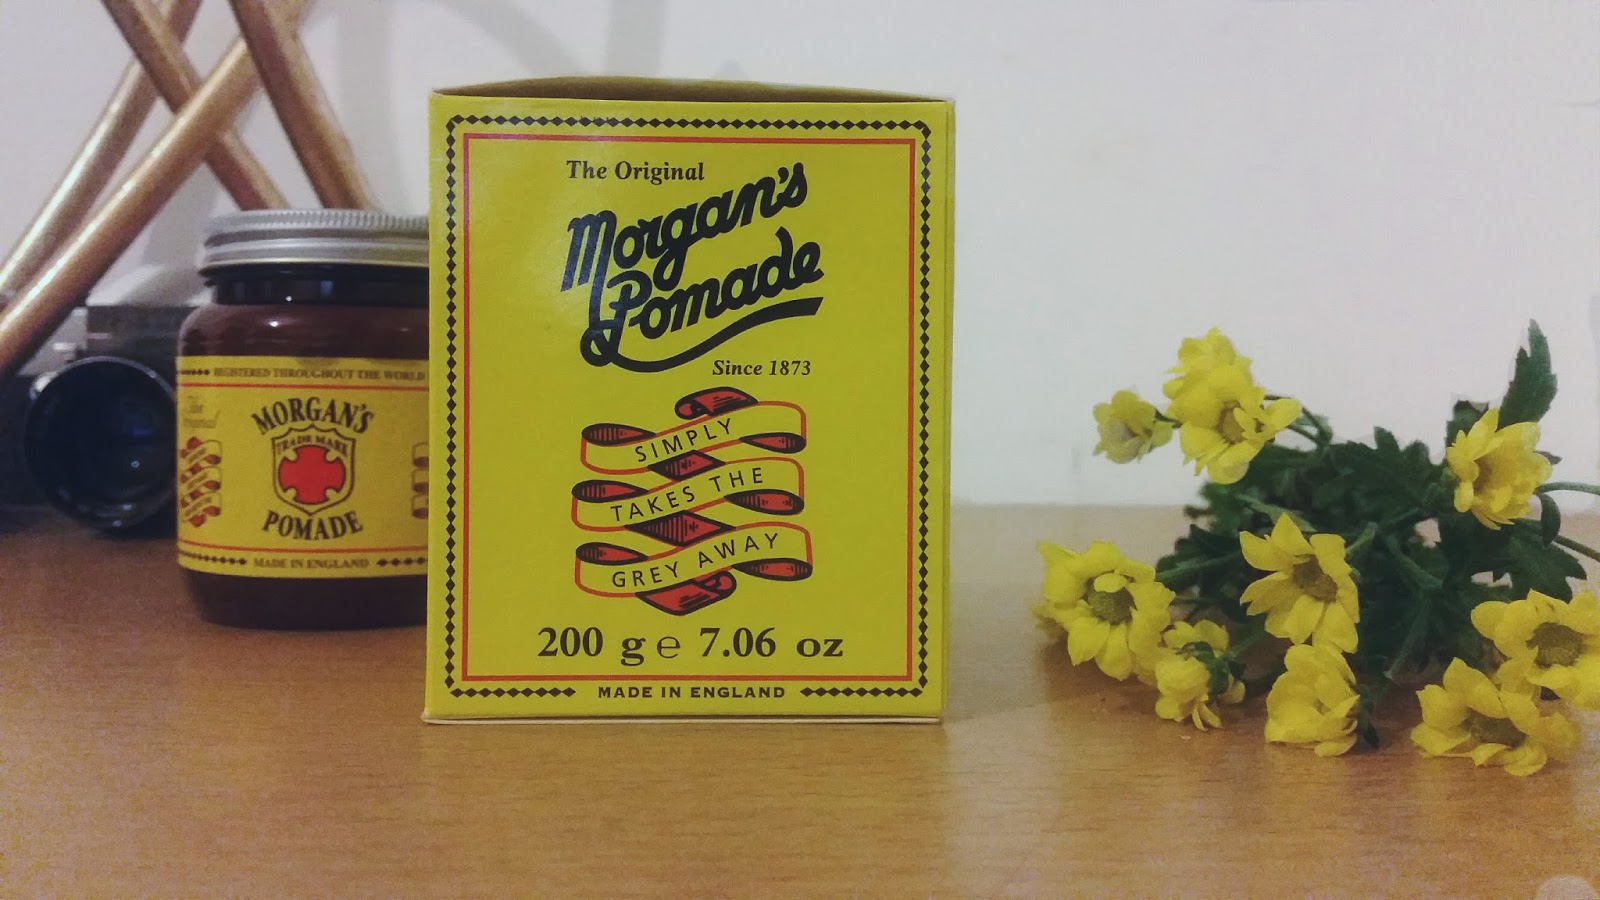 The Original
Morgan's
Pomade
Since 1873
SIMPLY
TAKES THE
GREY AWAY
200 g e 7.06 oz
MADE IN ENGLAND
REGISTERED THROUGHOUT THE WORLD
The
MORGAN'S
TRADE MARK
POMADE
MADE IN ENGLAND